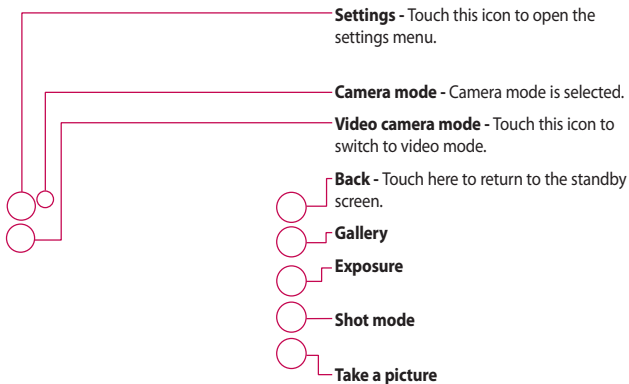 Settings - Touch this icon to open the
settings menu.
Camera mode - Camera mode is selected.
Video camera mode - Touch this icon to
switch to video mode.
Back - Touch here to return to the standby
screen.
Gallery
Exposure
Shot mode
Take a picture